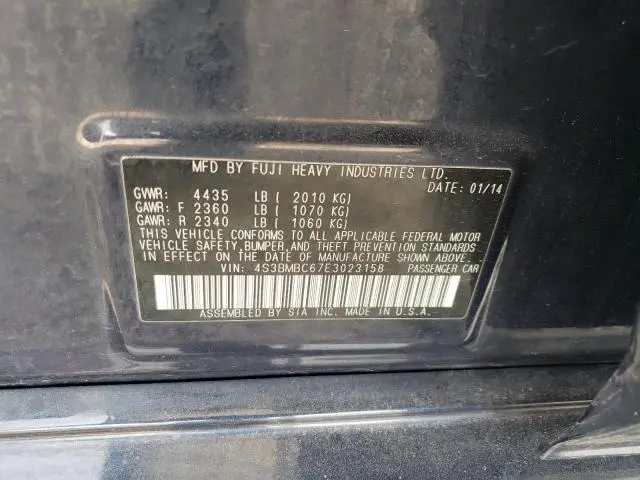 MFD BY FUJI HEAVY INDUSTRIES LTD.
DATE: 01/14
GVWR: 4435 LB ( 2010 KG)
GAWR: F 2360 LB ( 1070 KG)
GAWR: R 2340 LB ( 1060 KG)
THIS VEHICLE CONFORMS TO ALL APPLICABLE FEDERAL MOTOR
VEHICLE SAFETY, BUMPER, AND THEFT PREVENTION STANDARDS
IN EFFECT ON THE DATE OF MANUFACTURE SHOWN ABOVE.
VIN: 4S3BMBC67E3023158 PASSENGER CAR
ASSEMBLED BY SIA INC. MADE IN U.S.A.